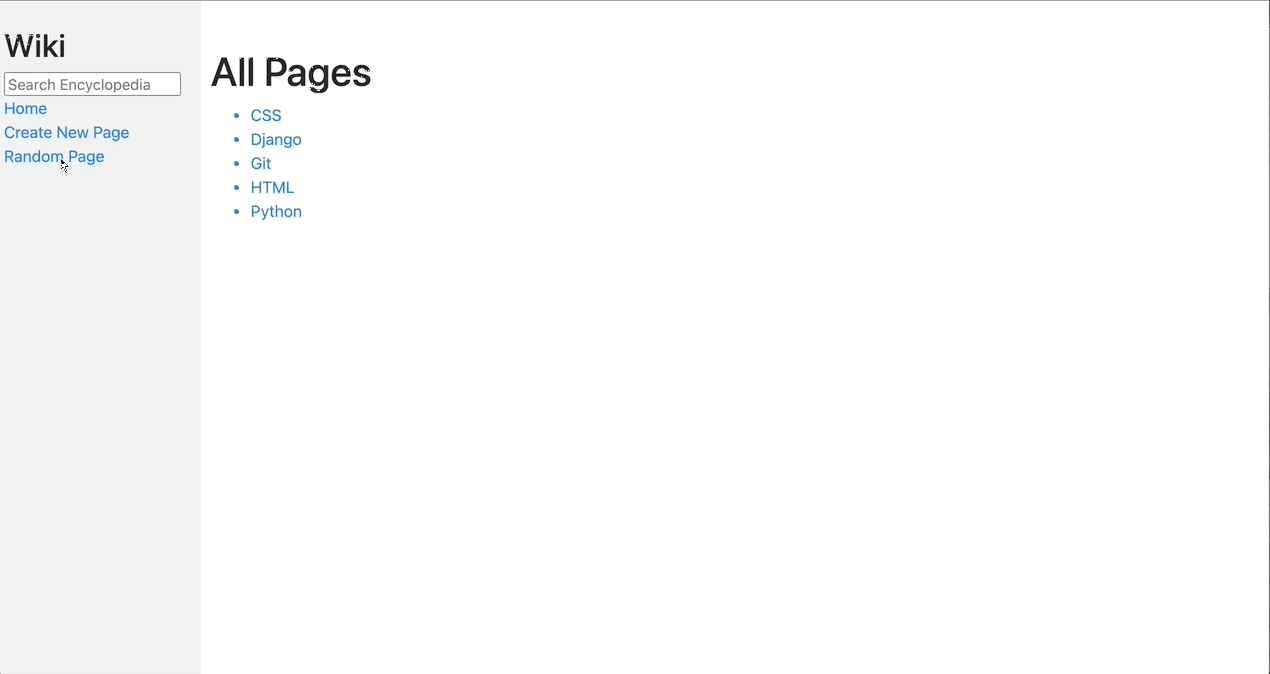 Wiki
Search Encyclopedia
Home
Create New Page
Random Page
All Pages
CSS
Django
Git
HTML
Python